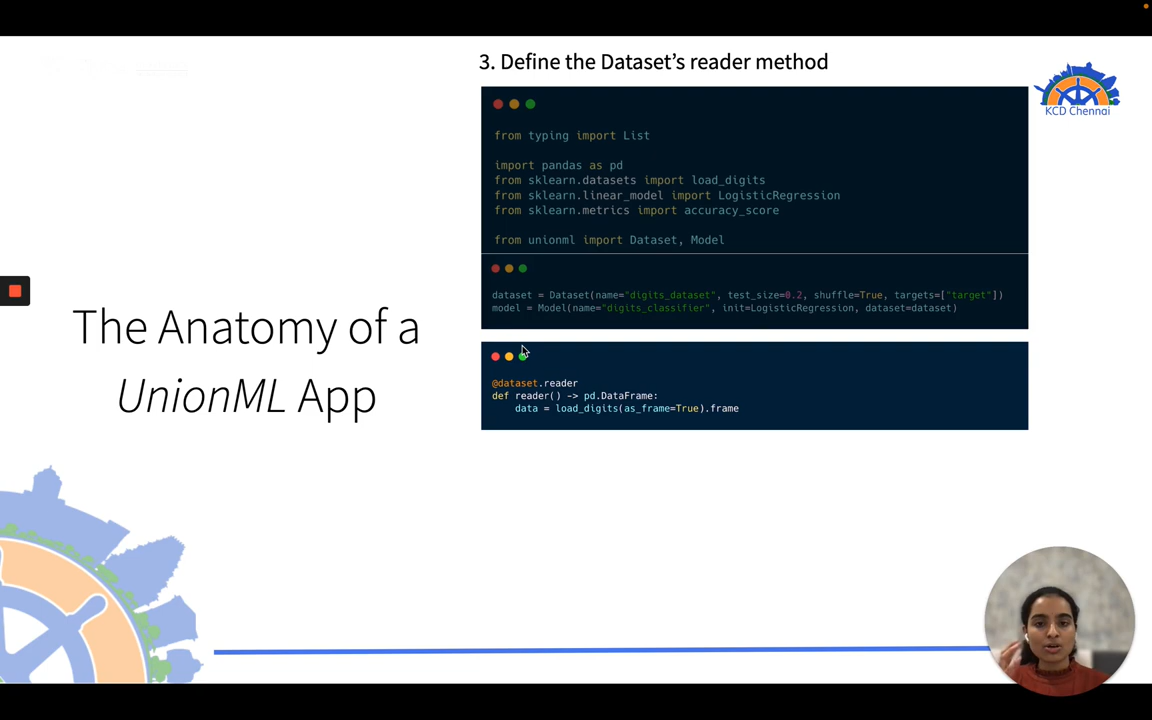 3. Define the Dataset's reader method
KCD Chennai
from typing import List
import pandas as pd
from sklearn.datasets import load_digits
from sklearn.linear_model import LogisticRegression
from sklearn.metrics import accuracy_score
from unionml import Dataset, Model
dataset = Dataset(name="digits_dataset", test_size=0.2, shuffle=True, targets=["target"])
model = Model(name="digits_classifier", init=LogisticRegression, dataset=dataset)
The Anatomy of a
UnionML App
@dataset.reader
def reader() -> pd.DataFrame:
    data = load_digits(as_frame=True).frame